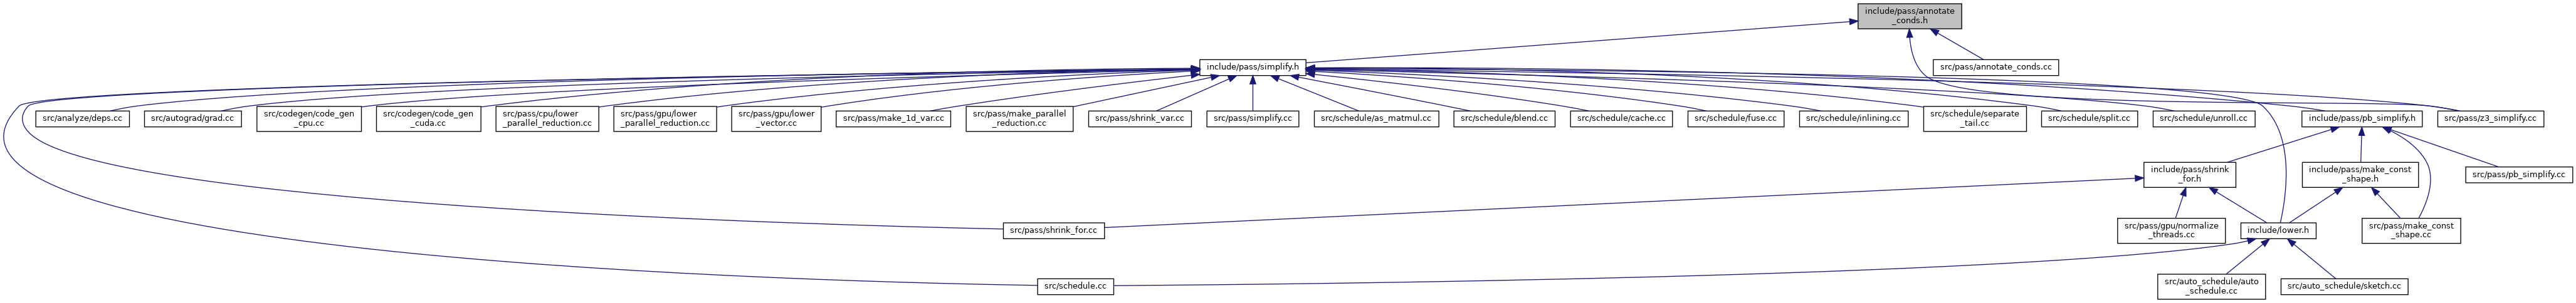 include/pass/annotate
_conds.h
include/pass/simplify.h
src/pass/annotate_conds.cc
src/analyze/deps.cc
src/autograd/grad.cc
src/codegen/code_gen
_cpu.cc
src/codegen/code_gen
_cuda.cc
src/pass/cpu/lower
_parallel_reduction.cc
src/pass/gpu/lower
_parallel_reduction.cc
src/pass/gpu/lower
_vector.cc
src/pass/make_1d_var.cc
src/pass/make_parallel
_reduction.cc
src/pass/shrink_var.cc
src/pass/simplify.cc
src/schedule/as_matmul.cc
src/schedule/blend.cc
src/schedule/cache.cc
src/schedule/fuse.cc
src/schedule/inlining.cc
src/schedule/separate
_tail.cc
src/schedule/split.cc
src/schedule/unroll.cc
include/pass/pb_simplify.h
src/pass/z3_simplify.cc
include/pass/shrink
_for.h
include/pass/make_const
_shape.h
src/pass/pb_simplify.cc
src/pass/shrink_for.cc
src/pass/gpu/normalize
_threads.cc
include/lower.h
src/pass/make_const
_shape.cc
src/schedule.cc
src/auto_schedule/auto
_schedule.cc
src/auto_schedule/sketch.cc